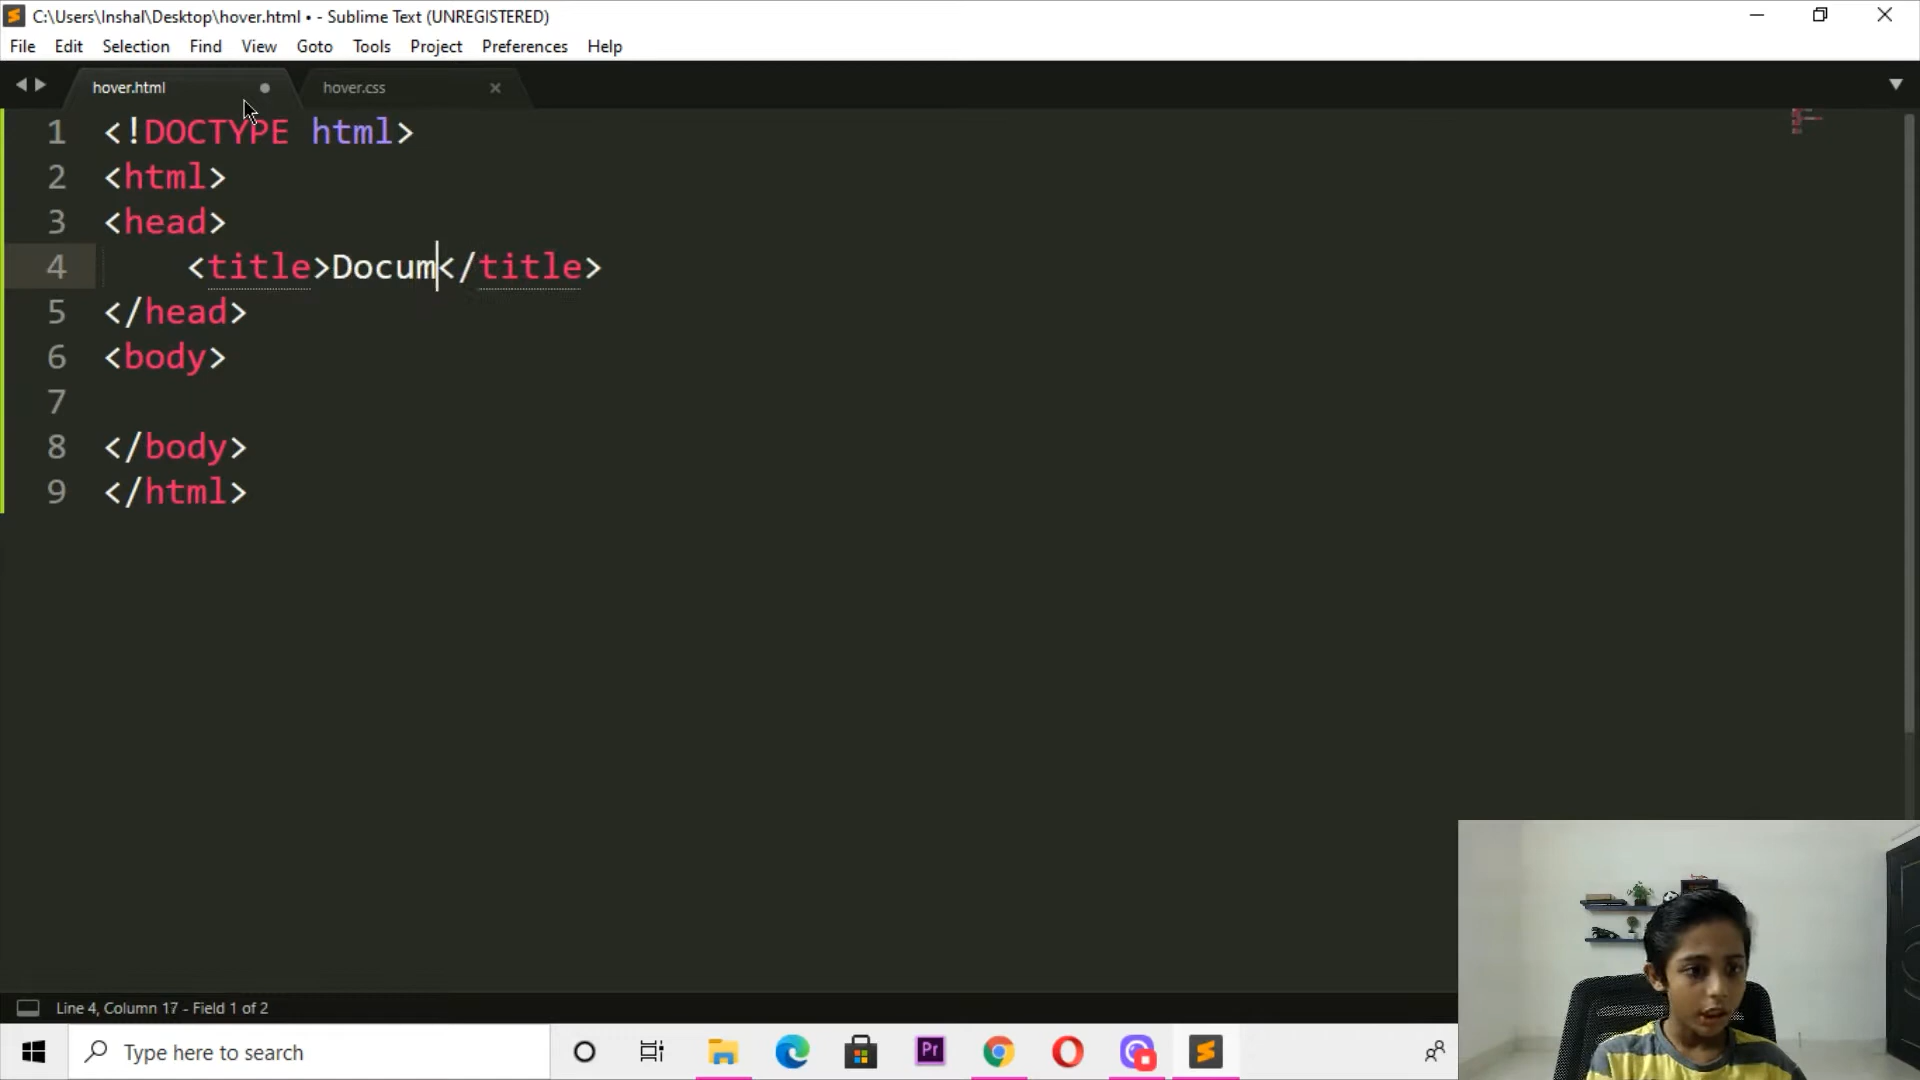 C:\Users\Inshal\Desktop\hover.html • - Sublime Text (UNREGISTERED)
File Edit Selection Find View Goto Tools Project Preferences Help
hover.html hover.css
1 <!DOCTYPE html>
2 <html>
3 <head>
4 <title>Docum</title>
5 </head>
6 <body>
7
8 </body>
9 </html>
Line 4, Column 17 - Field 1 of 2
Type here to search
Pr